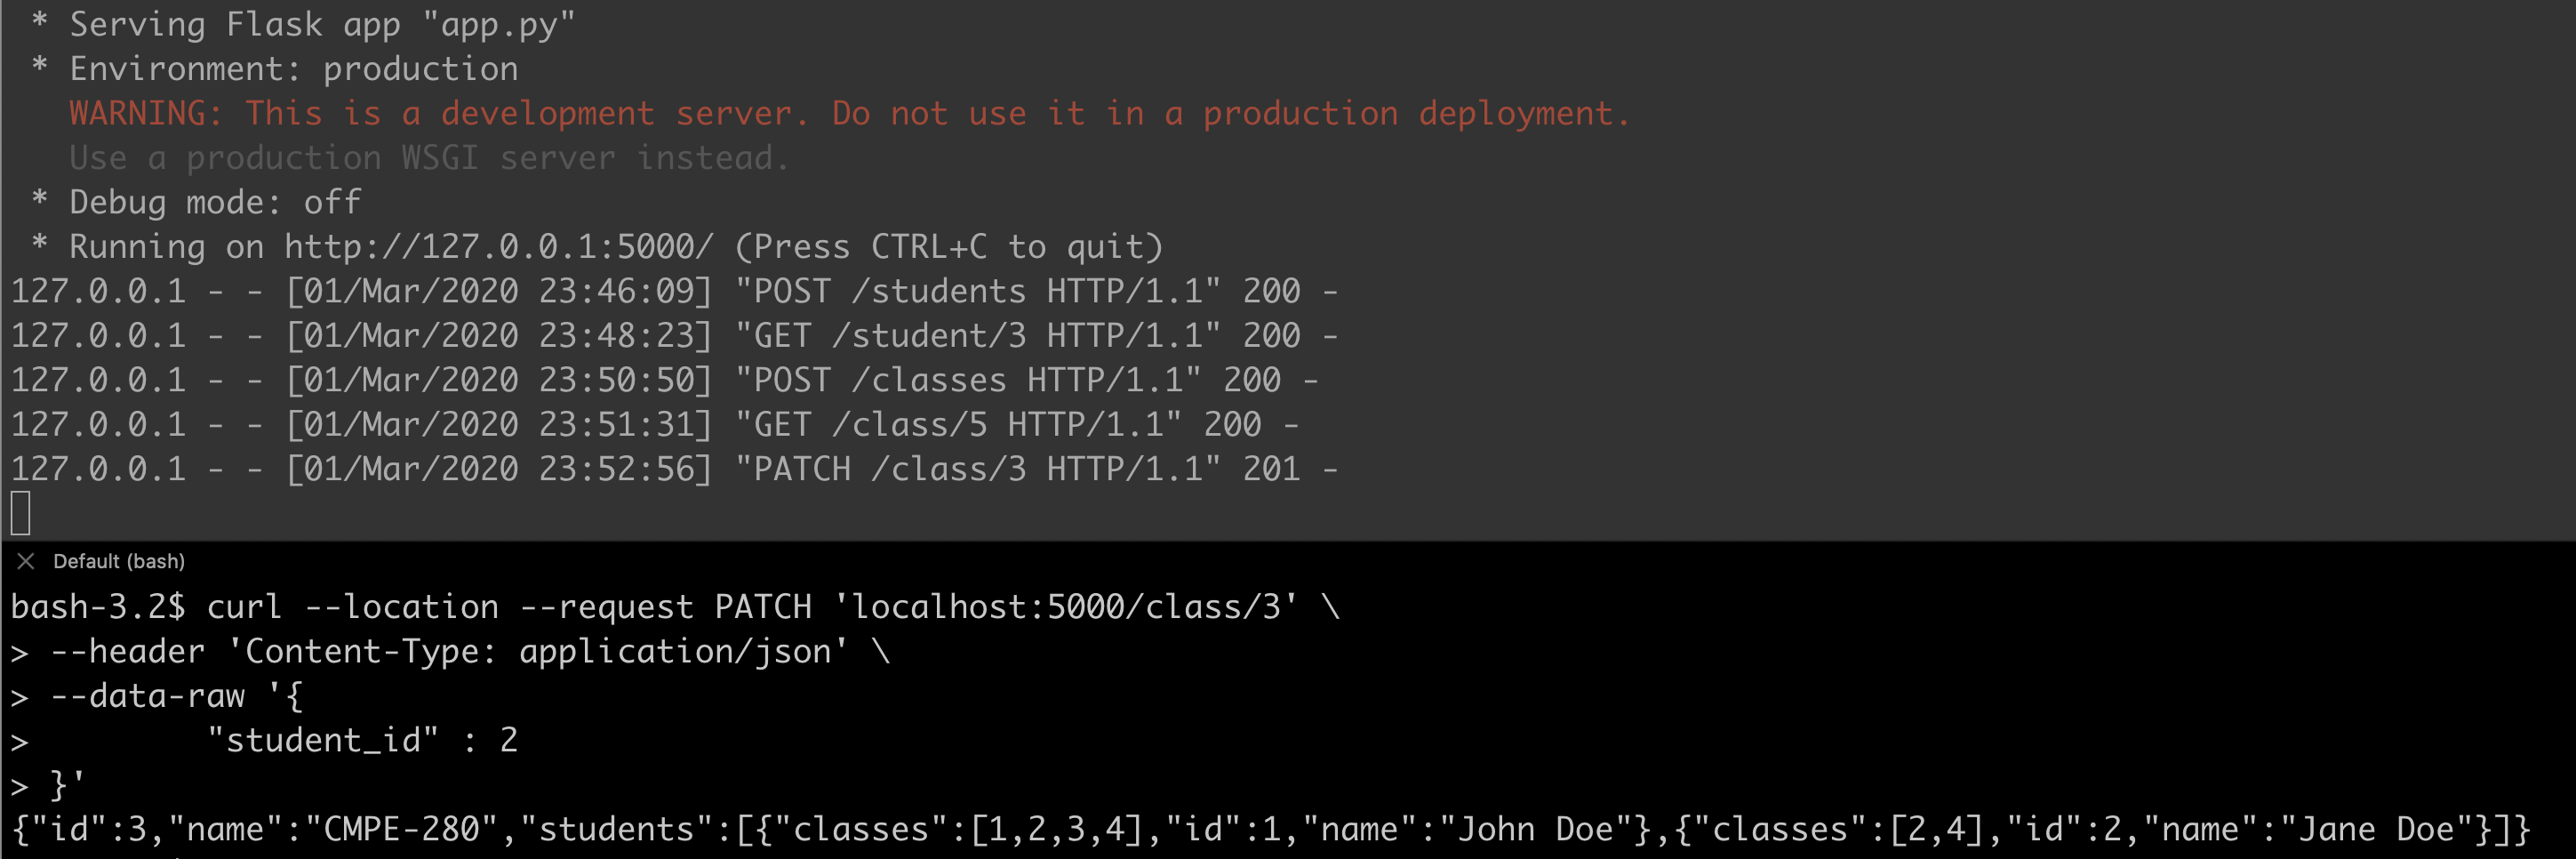 * Serving Flask app "app.py"
* Environment: production
WARNING: This is a development server. Do not use it in a production deployment.
Use a production WSGI server instead.
* Debug mode: off
* Running on http://127.0.0.1:5000/ (Press CTRL+C to quit)
127.0.0.1 - - [01/Mar/2020 23:46:09] "POST /students HTTP/1.1" 200 -
127.0.0.1 - - [01/Mar/2020 23:48:23] "GET /student/3 HTTP/1.1" 200 -
127.0.0.1 - - [01/Mar/2020 23:50:50] "POST /classes HTTP/1.1" 200 -
127.0.0.1 - - [01/Mar/2020 23:51:31] "GET /class/5 HTTP/1.1" 200 -
127.0.0.1 - - [01/Mar/2020 23:52:56] "PATCH /class/3 HTTP/1.1" 201 -
Default (bash)
bash-3.2$ curl --location --request PATCH 'localhost:5000/class/3' \
> --header 'Content-Type: application/json' \
> --data-raw '{
>         "student_id" : 2
> }'
{"id":3,"name":"CMPE-280","students":[{"classes":[1,2,3,4],"id":1,"name":"John Doe"},{"classes":[2,4],"id":2,"name":"Jane Doe"}]}